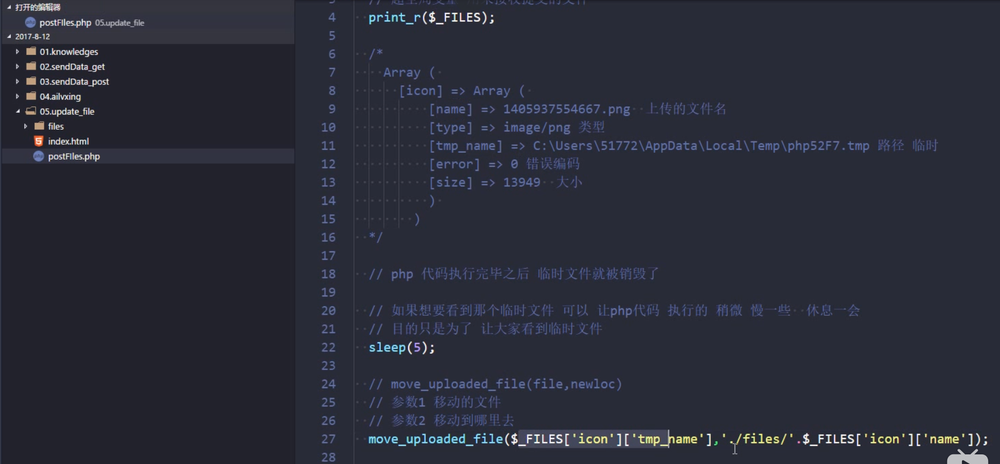 打开的编辑器
postFIles.php 05.update_file
2017-8-12
01.knowledges
02.sendData_get
03.sendData_post
04.ailvxing
05.update_file
files
index.html
postFIles.php
3
4 print_r($_FILES);
5
6 /*
7 Array (
8 [icon] => Array (
9 [name] => 1405937554667.png 上传的文件名
10 [type] => image/png 类型
11 [tmp_name] => C:\Users\51772\AppData\Local\Temp\php52F7.tmp 路径 临时
12 [error] => 0 错误编码
13 [size] => 13949 大小
14 )
15 )
16 */
17
18 // php 代码执行完毕之后 临时文件就被销毁了
19
20 // 如果想要看到那个临时文件 可以 让php代码 执行的 稍微 慢一些 休息一会
21 // 目的只是为了 让大家看到临时文件
22 sleep(5);
23
24 // move_uploaded_file(file,newloc)
25 // 参数1 移动的文件
26 // 参数2 移动到哪里去
27 move_uploaded_file($_FILES['icon']['tmp_name'],'./files/'.$_FILES['icon']['name']);
28